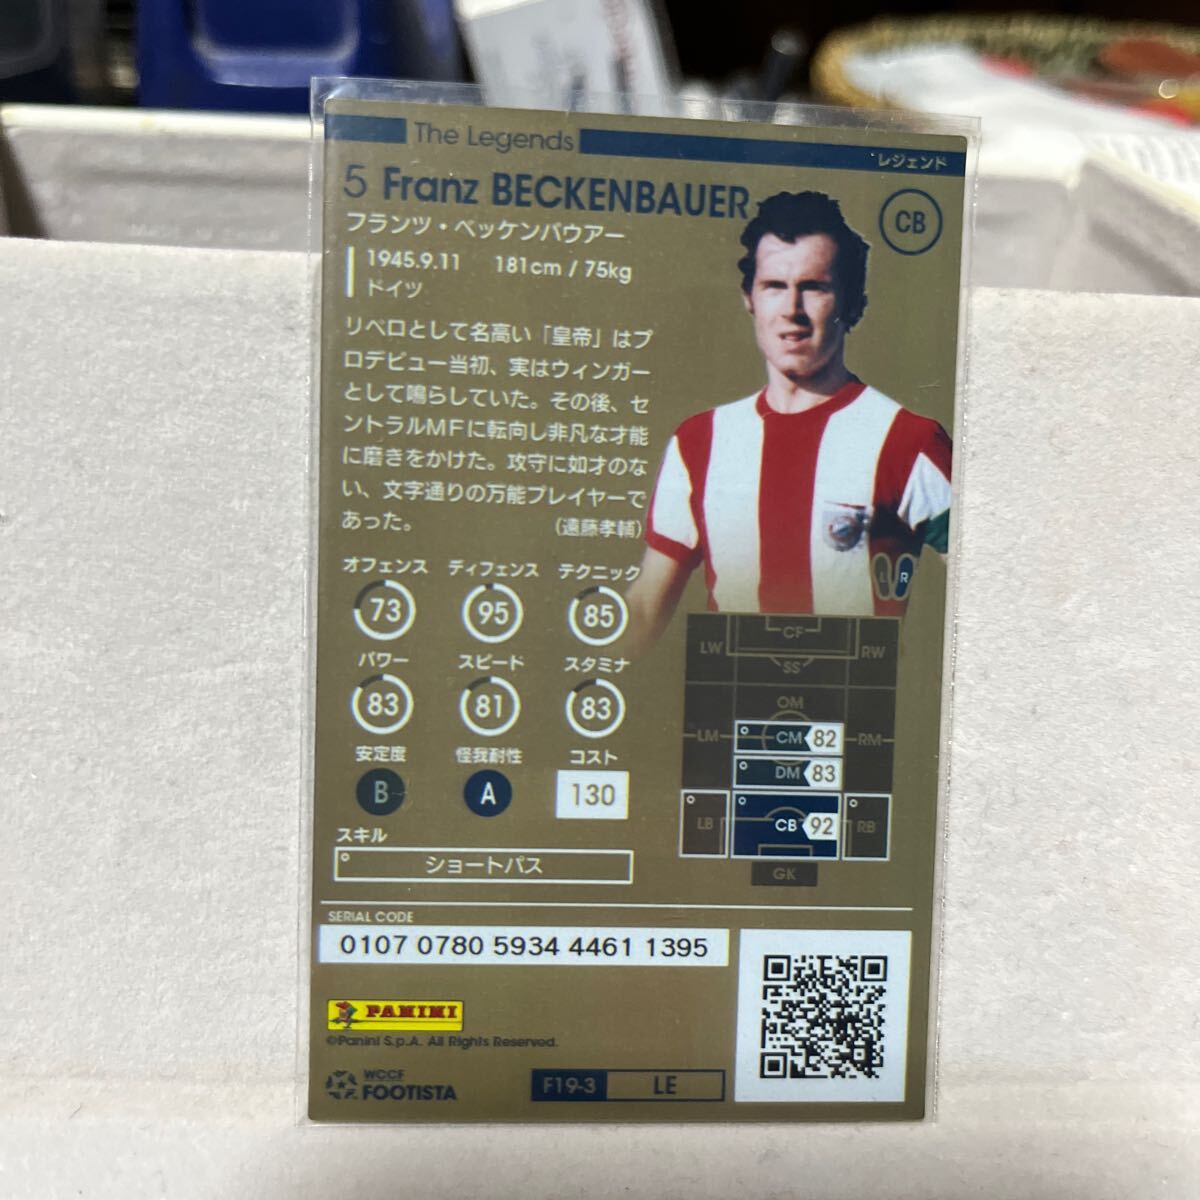 The Legends
レジェンド
5 Franz BECKENBAUER
CB
フランツ・ベッケンバウアー
1945.9.11 181cm / 75kg
ドイツ
リベロとして名高い「皇帝」はプ
ロデビュー当初、実はウィンガー
として鳴らしていた。その後、セ
ントラルMFに転向し非凡な才能
に磨きをかけた。攻守に如才のな
い、文字通りの万能プレイヤーで
あった。 (遠藤孝輔)
L R
オフェンス ディフェンス テクニック
73 95 85
パワー スピード スタミナ
83 81 83
安定度 怪我耐性 コスト
B A 130
スキル
ショートパス
CF
LW RW
SS
OM
LM CM 82 RM
DM 83
LB CB 92 RB
GK
SERIAL CODE
0107 0780 5934 4461 1395
PANINI
©Panini S.p.A. All Rights Reserved.
WCCF
FOOTISTA
F19-3 LE